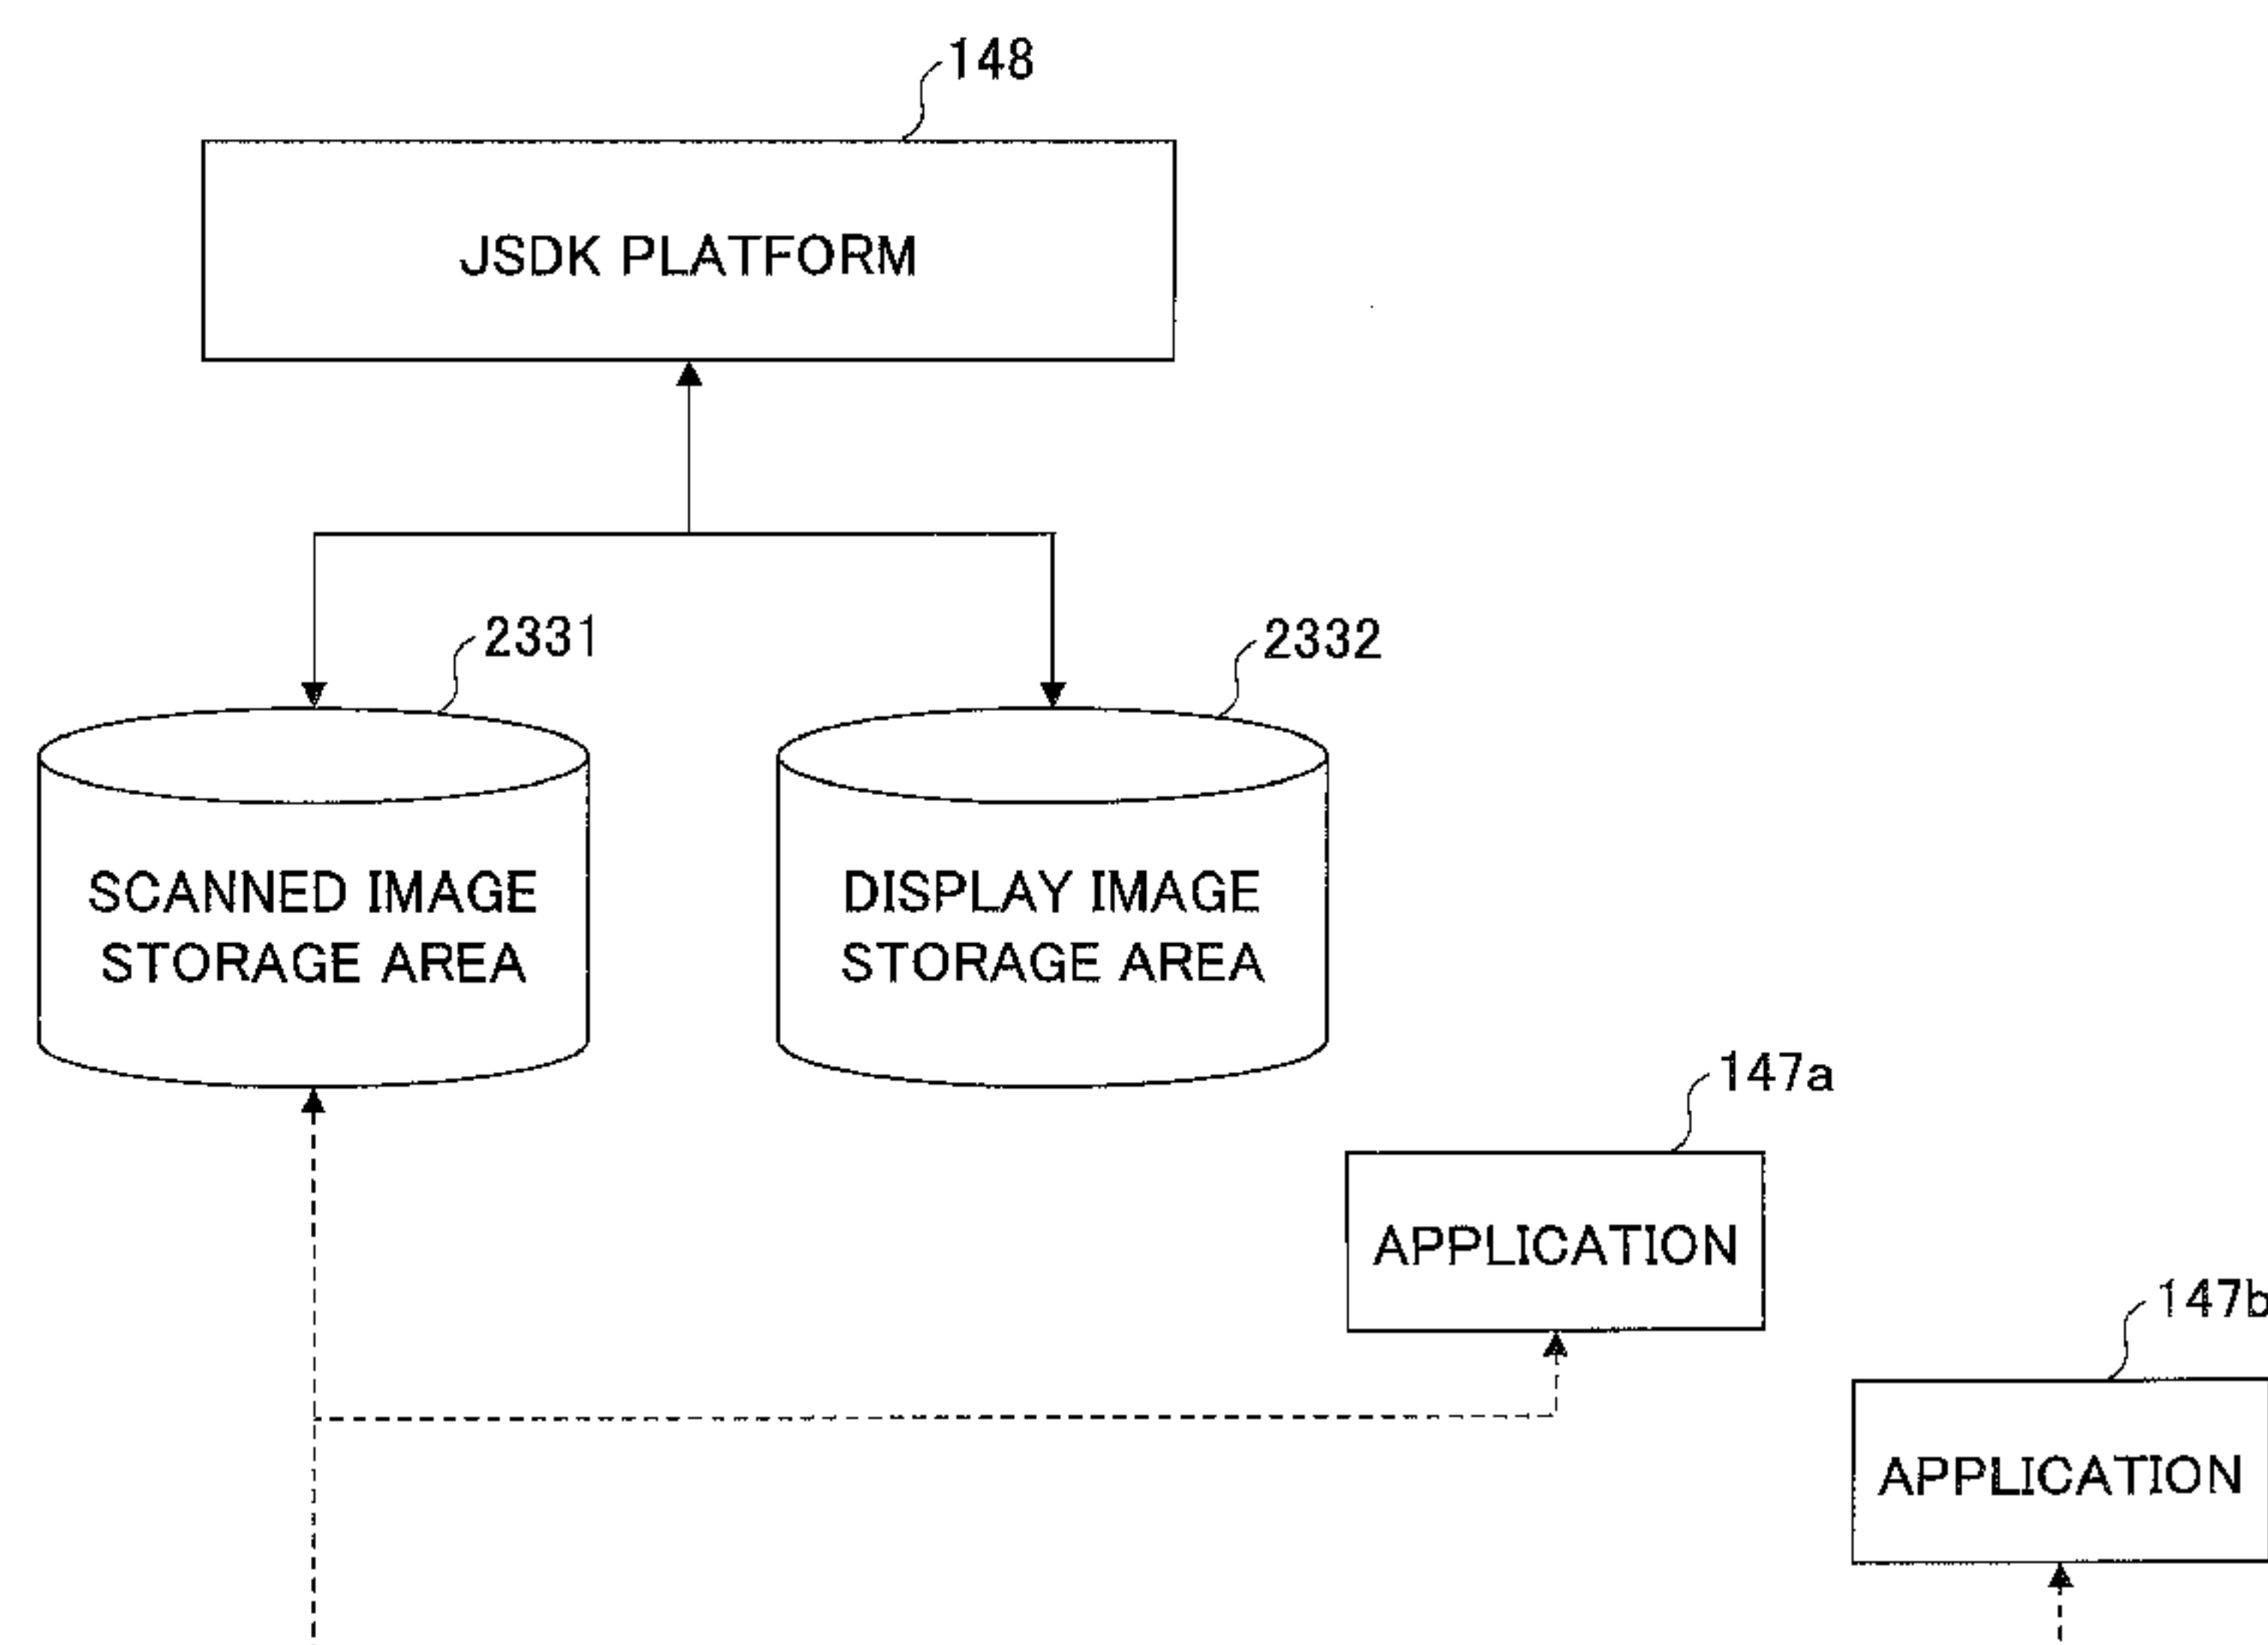 148
JSDK PLATFORM
2331
2332
SCANNED IMAGE
STORAGE AREA
DISPLAY IMAGE
STORAGE AREA
147a
APPLICATION
147b
APPLICATION